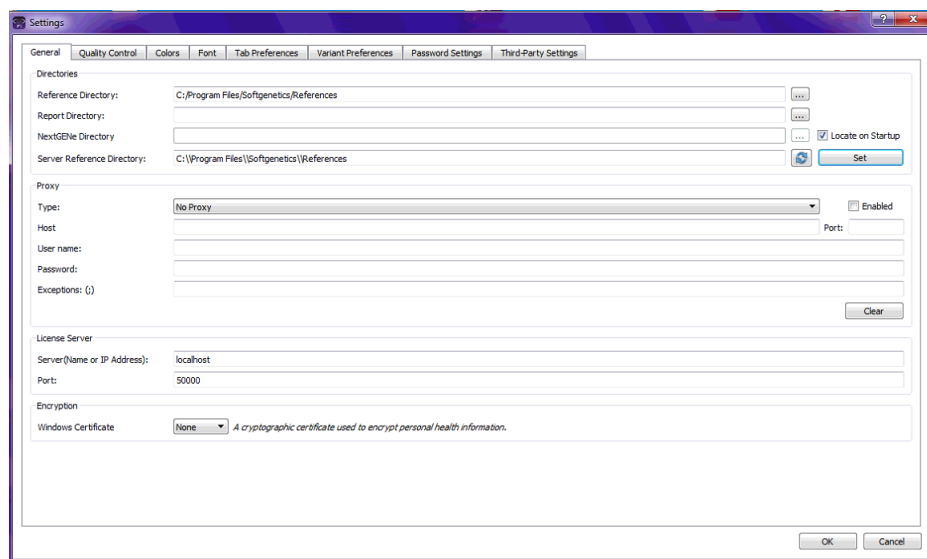 Settings
General Quality Control Colors Font Tab Preferences Variant Preferences Password Settings Third-Party Settings
Directories
Reference Directory: C:/Program Files/Softgenetics/References ...
Report Directory: ...
NextGENe Directory ... Locate on Startup
Server Reference Directory: C:\\Program Files\\Softgenetics\\References Set
Proxy
Type: No Proxy Enabled
Host Port:
User name:
Password:
Exceptions: (;)
Clear
License Server
Server(Name or IP Address): localhost
Port: 50000
Encryption
Windows Certificate None A cryptographic certificate used to encrypt personal health information.
OK Cancel